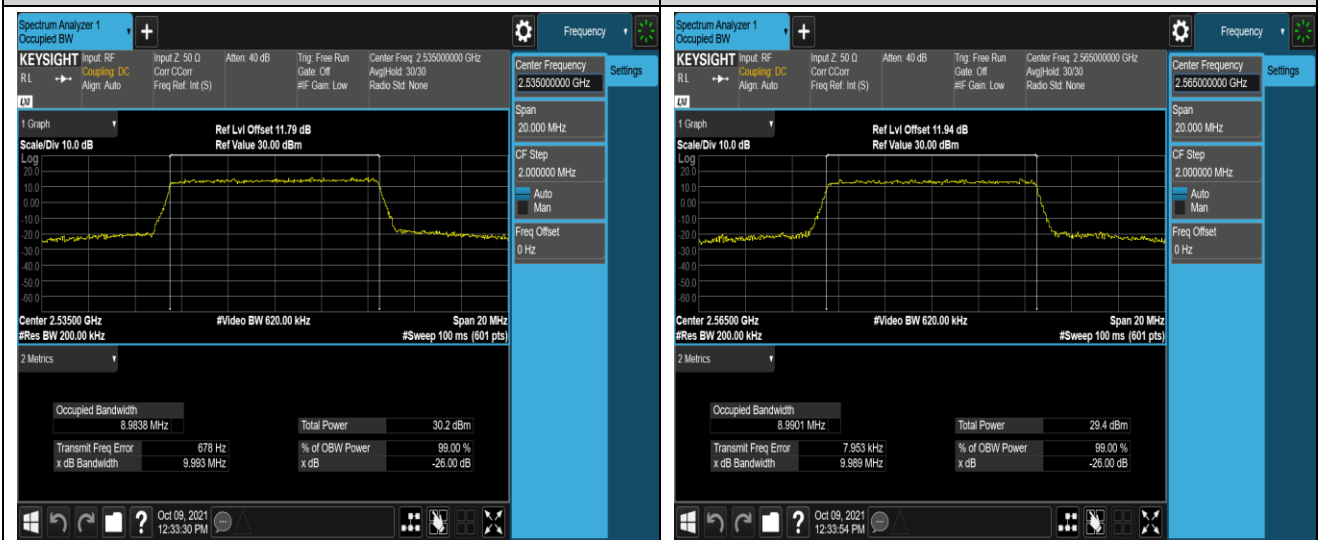 Spectrum Analyzer 1
Occupied BW
Frequency
KEYSIGHT Input: RF Input Z: 50 Ω Atten: 40 dB Trig: Free Run Center Freq: 2.535000000 GHz
R L Coupling: DC Corr CCorr Gate: Off Avg|Hold: 30/30
Align: Auto Freq Ref: Int (S) #IF Gain: Low Radio Std: None
LXI
Center Frequency
2.535000000 GHz
Settings
Span
20.000 MHz
CF Step
2.000000 MHz
Auto
Man
Freq Offset
0 Hz
1 Graph
Ref Lvl Offset 11.79 dB
Scale/Div 10.0 dB Ref Value 30.00 dBm
Log
20.0
10.0
0.00
-10.0
-20.0
-30.0
-40.0
-50.0
-60.0
Center 2.53500 GHz #Video BW 620.00 kHz Span 20 MHz
#Res BW 200.00 kHz #Sweep 100 ms (601 pts)
2 Metrics
Occupied Bandwidth
8.9838 MHz
Total Power 30.2 dBm
Transmit Freq Error 678 Hz % of OBW Power 99.00 %
x dB Bandwidth 9.993 MHz x dB -26.00 dB
?
Oct 09, 2021
12:33:30 PM
Spectrum Analyzer 1
Occupied BW
Frequency
KEYSIGHT Input: RF Input Z: 50 Ω Atten: 40 dB Trig: Free Run Center Freq: 2.565000000 GHz
R L Coupling: DC Corr CCorr Gate: Off Avg|Hold: 30/30
Align: Auto Freq Ref: Int (S) #IF Gain: Low Radio Std: None
LXI
Center Frequency
2.565000000 GHz
Settings
Span
20.000 MHz
CF Step
2.000000 MHz
Auto
Man
Freq Offset
0 Hz
1 Graph
Ref Lvl Offset 11.94 dB
Scale/Div 10.0 dB Ref Value 30.00 dBm
Log
20.0
10.0
0.00
-10.0
-20.0
-30.0
-40.0
-50.0
-60.0
Center 2.56500 GHz #Video BW 620.00 kHz Span 20 MHz
#Res BW 200.00 kHz #Sweep 100 ms (601 pts)
2 Metrics
Occupied Bandwidth
8.9901 MHz
Total Power 29.4 dBm
Transmit Freq Error 7.953 kHz % of OBW Power 99.00 %
x dB Bandwidth 9.989 MHz x dB -26.00 dB
?
Oct 09, 2021
12:33:54 PM